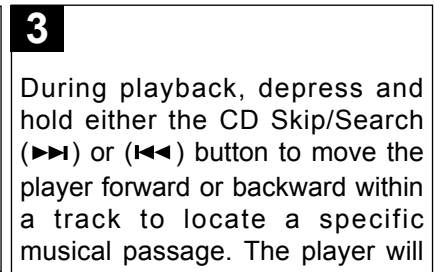 3
During playback, depress and
hold either the CD Skip/Search
(▶▶I) or (I◀◀) button to move the
player forward or backward within
a track to locate a specific
musical passage. The player will